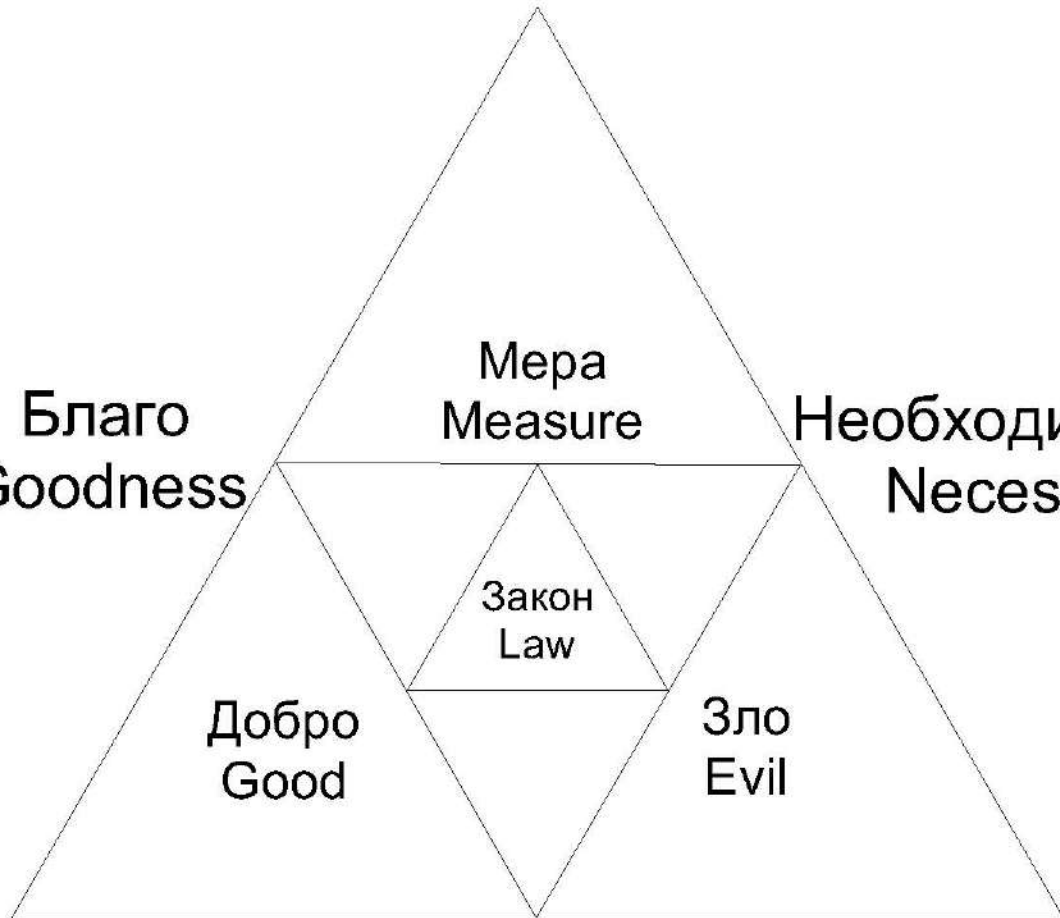 Мера
Measure
Благо
Goodness
Необходи
Neces
Закон
Law
Добро
Good
Зло
Evil